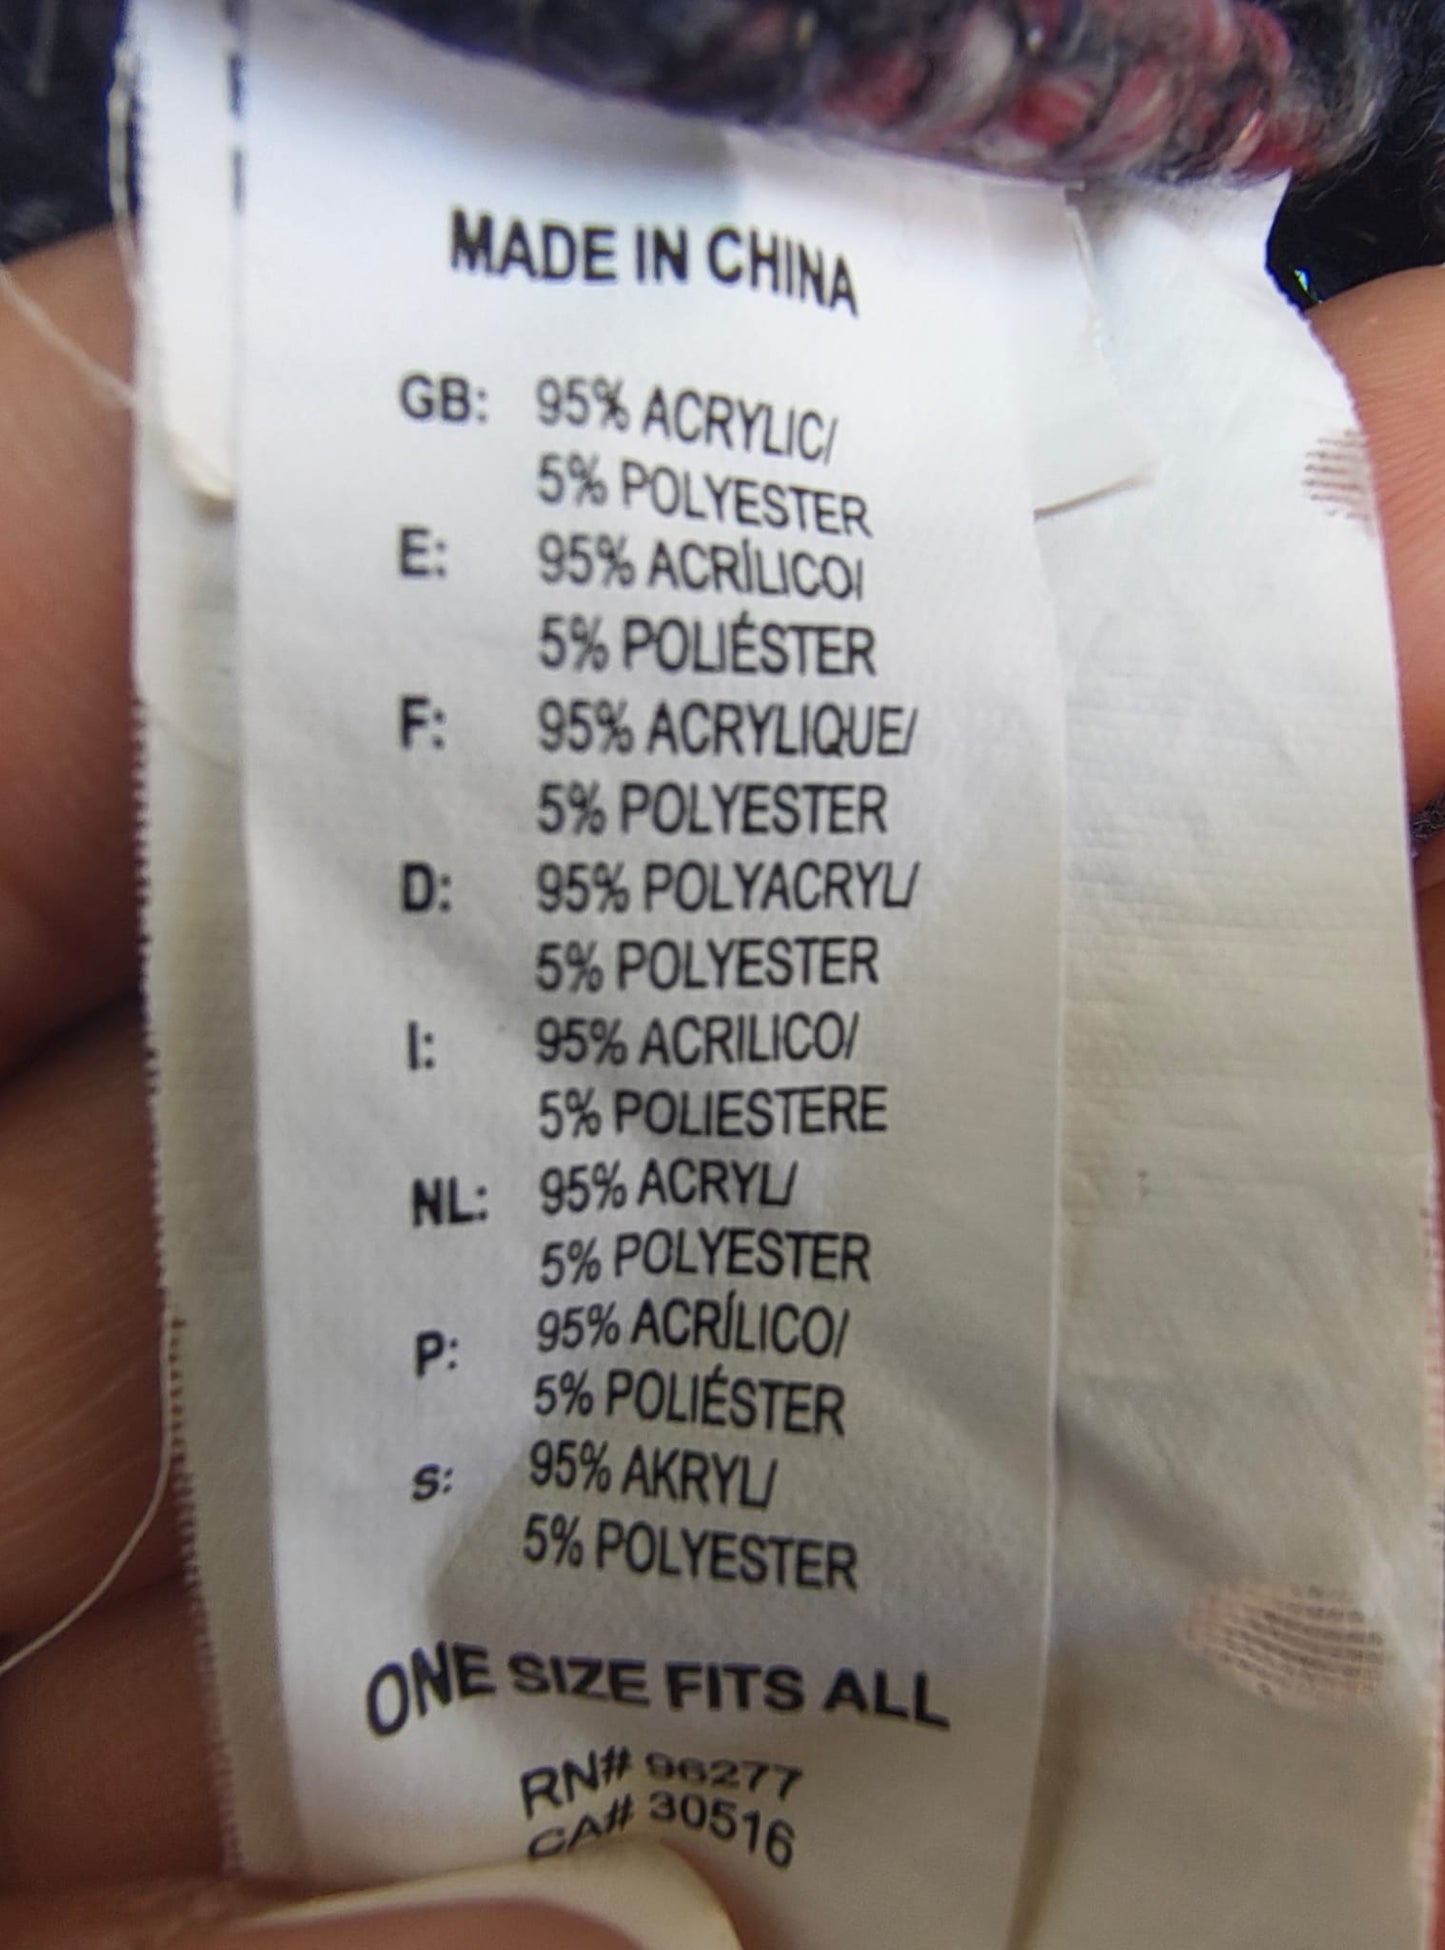 MADE IN CHINA
GB: 95% ACRYLIC/
5% POLYESTER
E: 95% ACRÍLICO/
5% POLIÉSTER
F: 95% ACRYLIQUE/
5% POLYESTER
D: 95% POLYACRYL/
5% POLYESTER
I: 95% ACRILICO/
5% POLIESTERE
NL: 95% ACRYL/
5% POLYESTER
P: 95% ACRÍLICO/
5% POLIÉSTER
S: 95% AKRYL/
5% POLYESTER
ONE SIZE FITS ALL
RN# 96277
CA# 30516